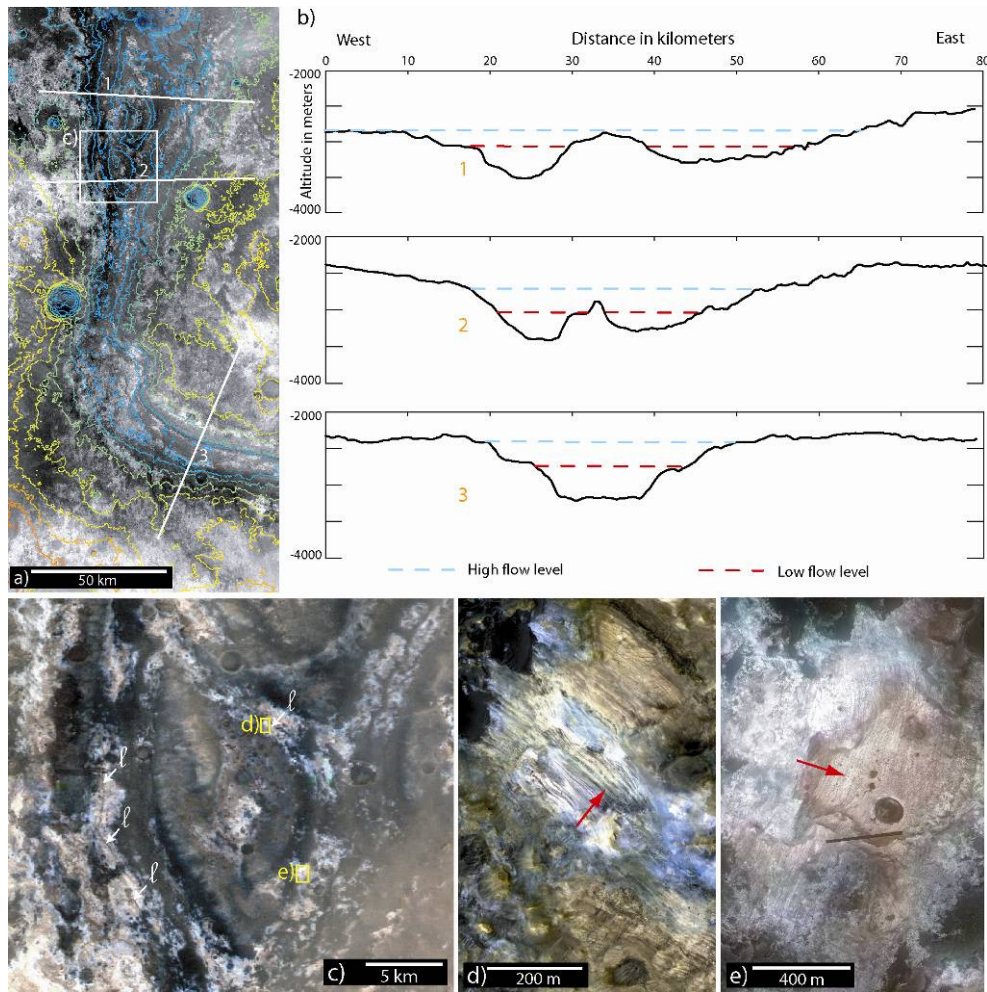 b)
West Distance in kilometers East
0 10 20 30 40 50 60 70 80
Altitude in meters
-2000
-4000
1
-2000
-4000
2
-2000
-4000
3
High flow level Low flow level
1
c)
2
3
a) 50 km
d) ℓ
ℓ
ℓ
ℓ
e)
c) 5 km
d) 200 m
e) 400 m